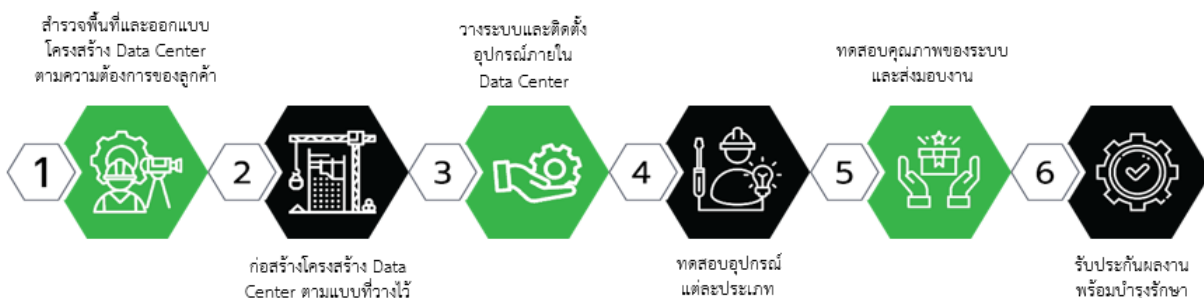 สำรวจพื้นที่และออกแบบ
โครงสร้าง Data Center
ตามความต้องการของลูกค้า
1
2
ก่อสร้างโครงสร้าง Data
Center ตามแบบที่วางไว้
วางระบบและติดตั้ง
อุปกรณ์ภายใน
Data Center
3
4
ทดสอบอุปกรณ์
แต่ละประเภท
ทดสอบคุณภาพของระบบ
และส่งมอบงาน
5
6
รับประกันผลงาน
พร้อมบำรุงรักษา